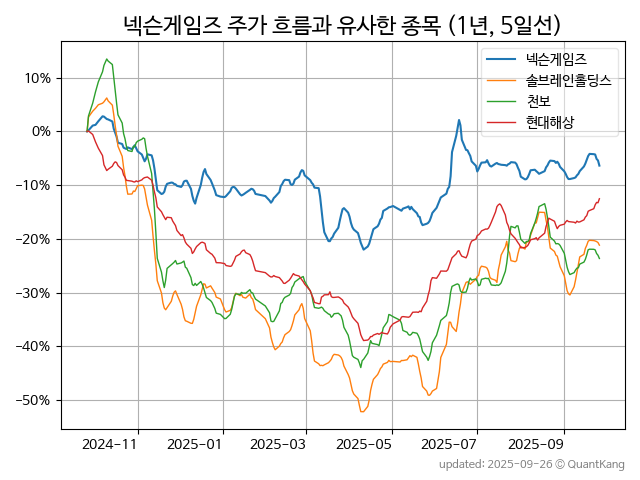 넥슨게임즈 주가 흐름과 유사한 종목 (1년, 5일선)
넥슨게임즈
솔브레인홀딩스
천보
현대해상
10%
0%
−10%
−20%
−30%
−40%
−50%
2024−11
2025−01
2025−03
2025−05
2025−07
2025−09
updated: 2025-09-26 © QuantKang